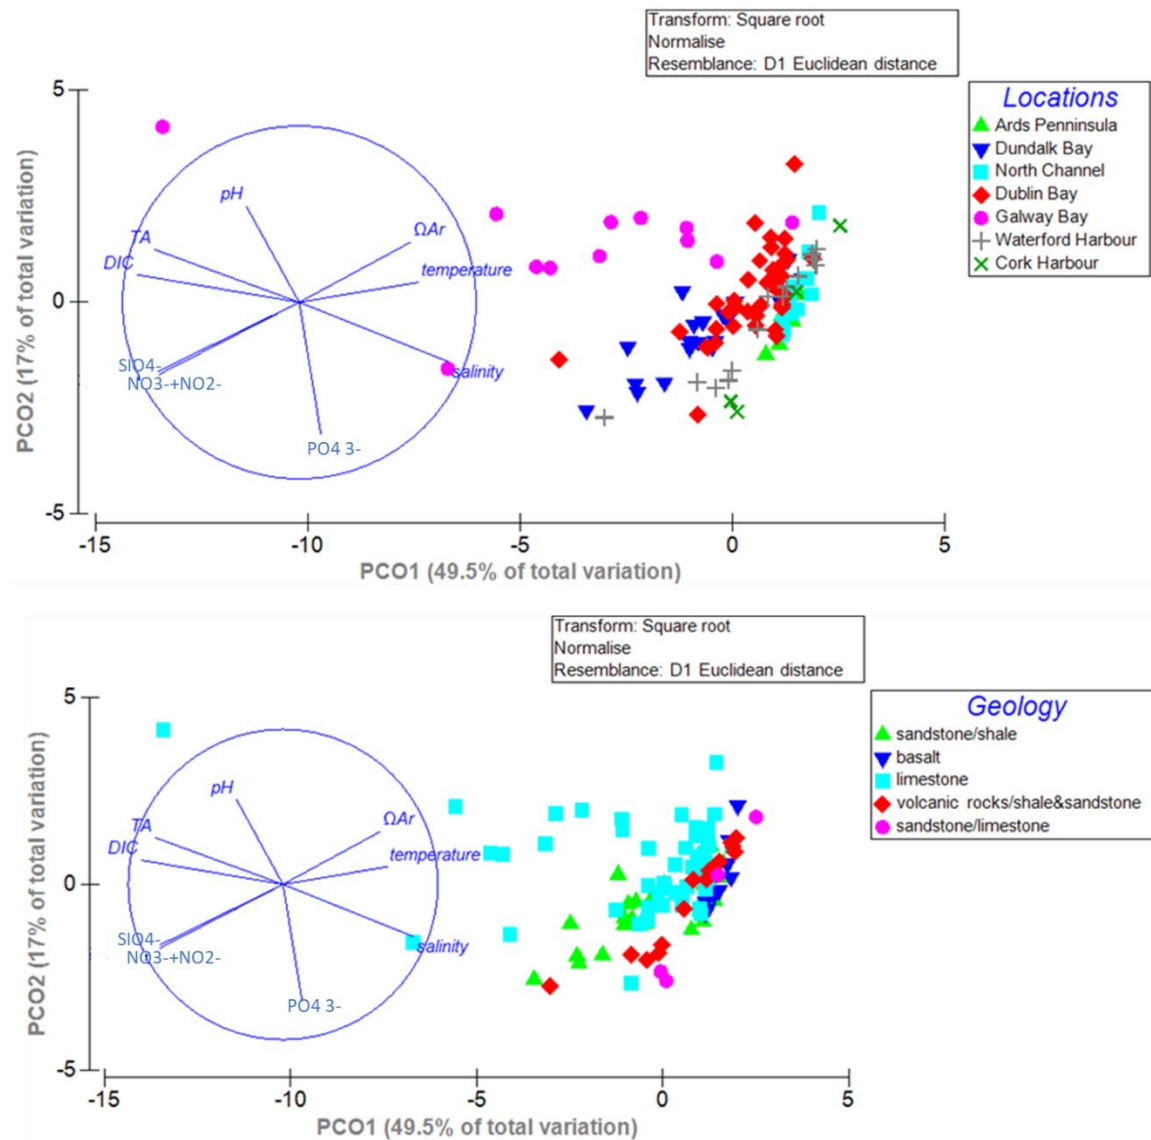 Transform: Square root
Normalise
Resemblance: D1 Euclidean distance
Locations
Ards Penninsula
Dundalk Bay
North Channel
Dublin Bay
Galway Bay
Waterford Harbour
Cork Harbour
5
0
-5
PCO2 (17% of total variation)
pH
TA
DIC
ΩAr
temperature
SIO4-
NO3-+NO2-
salinity
PO4 3-
-15
-10
-5
0
5
PCO1 (49.5% of total variation)
Transform: Square root
Normalise
Resemblance: D1 Euclidean distance
Geology
sandstone/shale
basalt
limestone
volcanic rocks/shale&sandstone
sandstone/limestone
5
0
-5
PCO2 (17% of total variation)
pH
TA
DIC
ΩAr
temperature
SIO4-
NO3-+NO2-
salinity
PO4 3-
-15
-10
-5
0
5
PCO1 (49.5% of total variation)